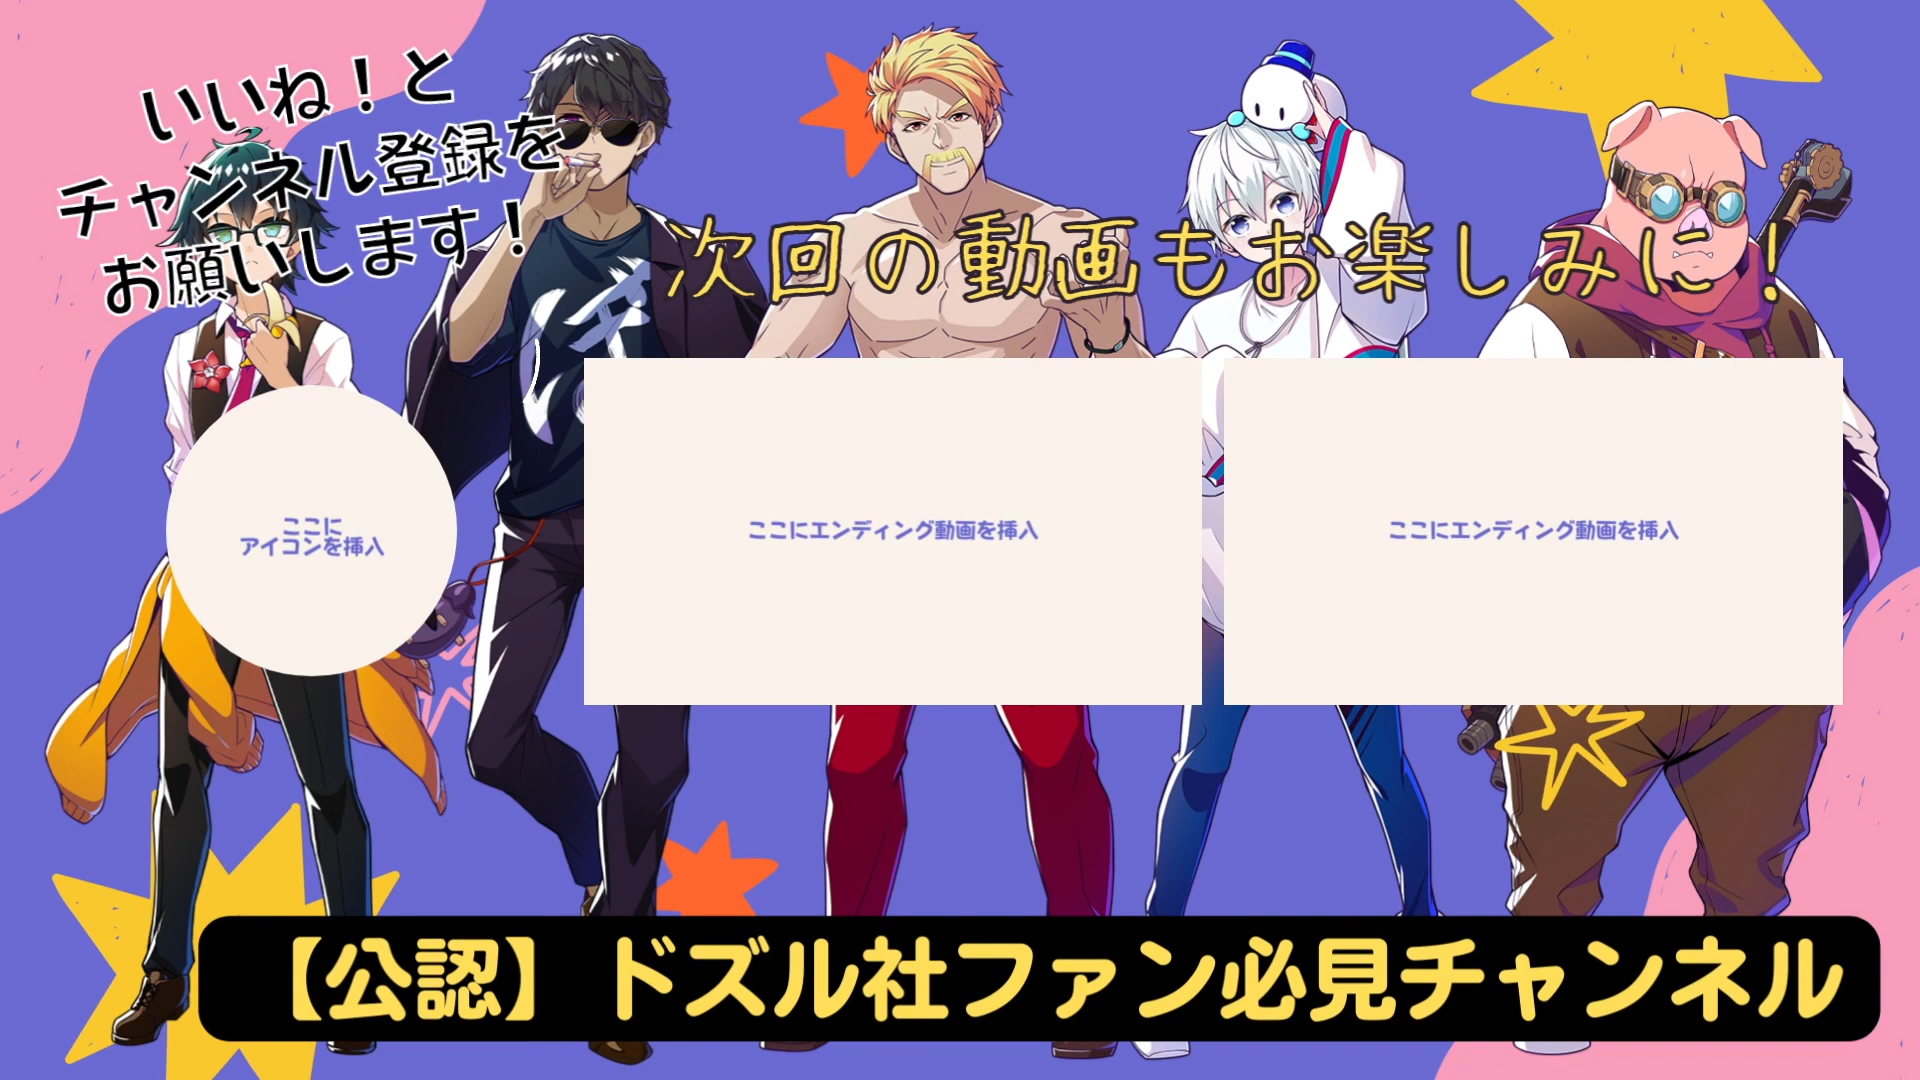 いいね！と
チャンネル登録を
お願いします！
次回の動画もお楽しみに！
ここに
アイコンを挿入
ここにエンディング動画を挿入
ここにエンディング動画を挿入
【公認】ドズル社ファン必見チャンネル